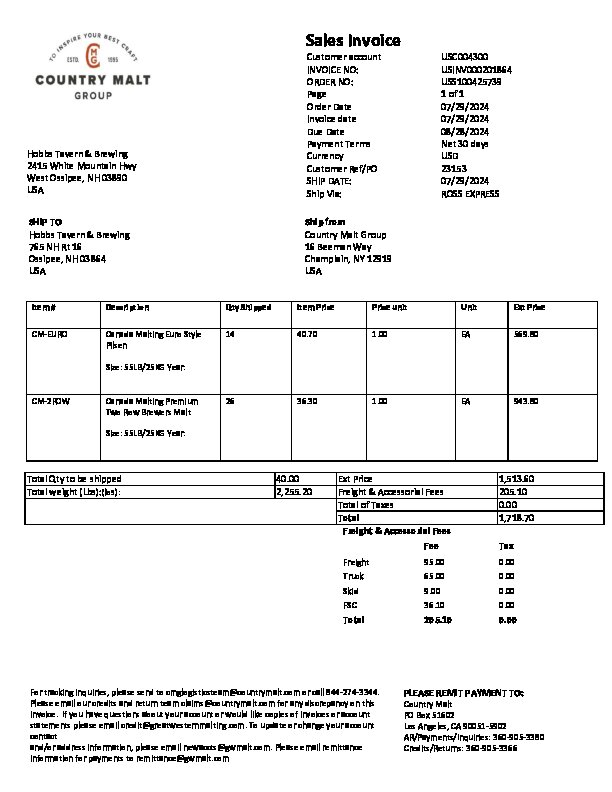 TO INSPIRE YOUR BEST CRAFT
ESTD. CMG 1995
COUNTRY MALT
GROUP
Sales Invoice
Customer account USC004300
INVOICE NO: USINV000201864
ORDER NO: USS100425739
Page 1 of 1
Order Date 07/29/2024
Invoice date 07/29/2024
Due Date 08/28/2024
Payment Terms Net 30 days
Currency USD
Customer Ref/PO 23153
SHIP DATE: 07/29/2024
Ship Via: ROSS EXPRESS
Hobbs Tavern & Brewing
2415 White Mountain Hwy
West Ossipee, NH 03890
USA
SHIP TO
Hobbs Tavern & Brewing
765 NH Rt 16
Ossipee, NH 03864
USA
Ship from
Country Malt Group
16 Beeman Way
Champlain, NY 12919
USA
Item # Description Qty Shipped Item Price Price unit Unit Ext Price
CM-EURO Canada Malting Euro Style 14 40.70 1.00 EA 569.80
Pilsen
Size: 55LB/25KG Year:
CM-2ROW Canada Malting Premium 26 36.30 1.00 EA 943.80
Two Row Brewers Malt
Size: 55LB/25KG Year:
Total Qty to be shipped 40.00 Ext Price 1,513.60
Total weight (Lbs):(lbs): 2,255.20 Freight & Accessorial Fees 205.10
Total of Taxes 0.00
Total 1,718.70
Freight & Accessorial Fees
Fee Tax
Freight 95.00 0.00
Truck 65.00 0.00
Skid 9.00 0.00
FSC 36.10 0.00
Total 205.10 0.00
For tracking inquiries, please send to cmglogisticsteam@countrymalt.com or call 844-274-3344.
Please email our credits and return team claims@countrymalt.com for any discrepancy on this
invoice. If you have questions about your account or would like copies of invoices or account
statements please email credit@greatwesternmalting.com. To update or change your account
contact
and/or address information, please email newaccts@gwmalt.com. Please email remittance
information for payments to remittance@gwmalt.com
PLEASE REMIT PAYMENT TO:
Country Malt
PO Box 51602
Los Angeles, CA 90051-5902
AR/Payments/Inquiries: 360-905-3380
Credits/Returns: 360-905-3366